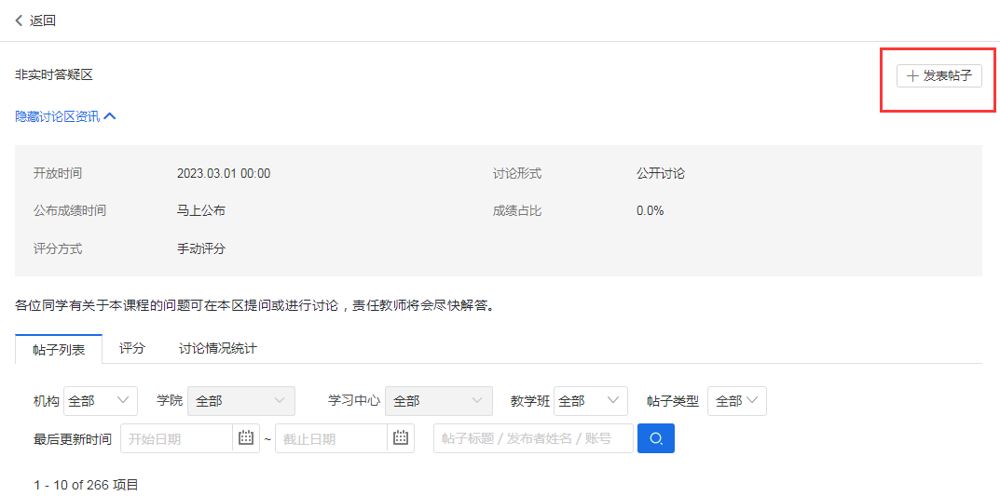 返回
非实时答疑区
发表帖子
隐藏讨论区资讯
开放时间 2023.03.01 00:00 讨论形式 公开讨论
公布成绩时间 马上公布 成绩占比 0.0%
评分方式 手动评分
各位同学有关于本课程的问题可在本区提问或进行讨论，责任教师将会尽快解答。
帖子列表 评分 讨论情况统计
机构 全部 学院 全部 学习中心 全部 教学班 全部 帖子类型 全部
最后更新时间 开始日期 ~ 截止日期 帖子标题 / 发布者姓名 / 账号
1 - 10 of 266 项目